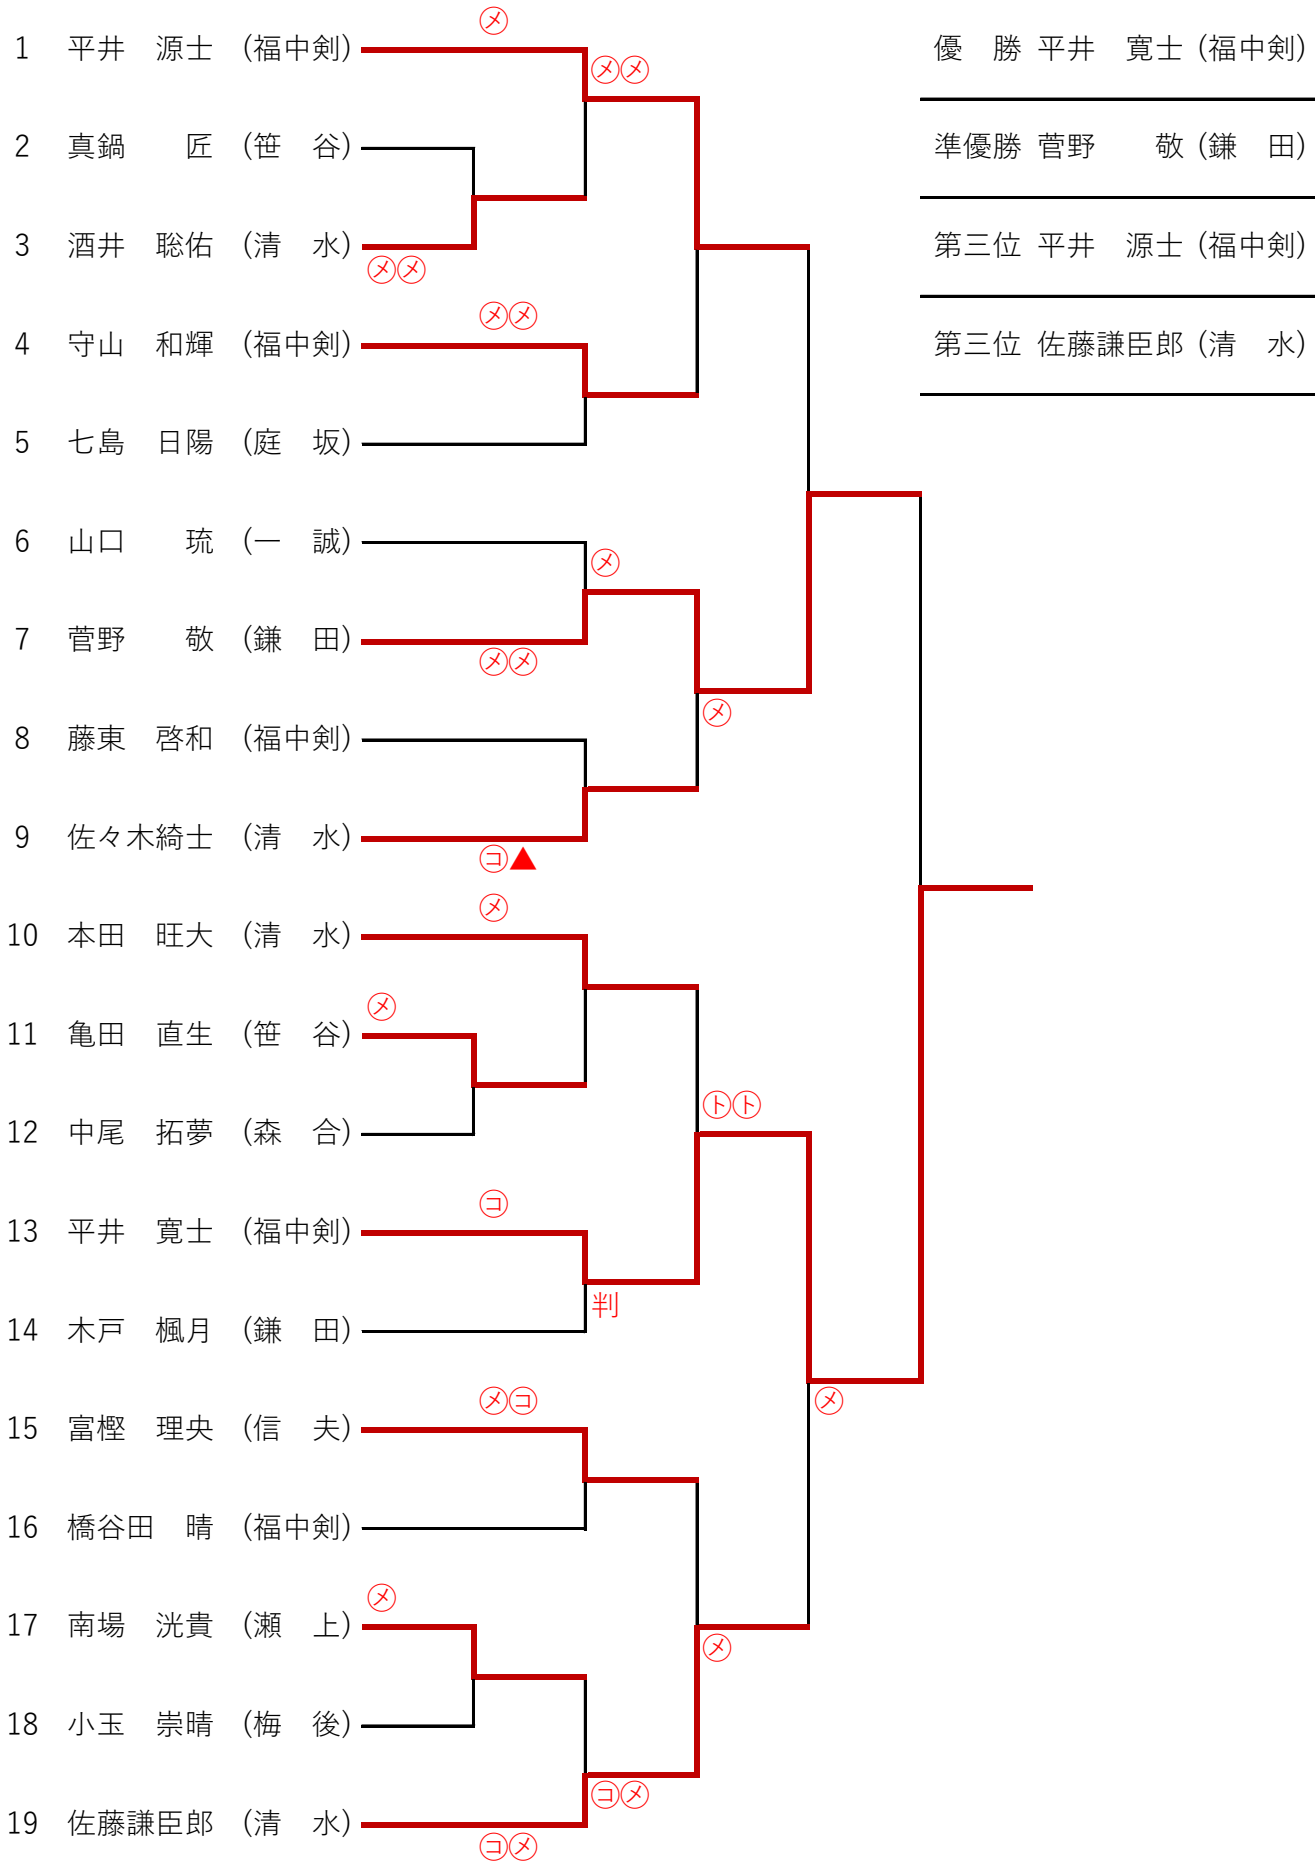 ㋱
1 平井　源士 (福中剣)
優　勝 平井　寛士 (福中剣)
㋱㋱
2 真鍋　　匠 (笹　谷)
準優勝 菅野　　敬 (鎌　田)
3 酒井　聡佑 (清　水)
第三位 平井　源士 (福中剣)
㋱㋱
㋱㋱
4 守山　和輝 (福中剣)
第三位 佐藤謙臣郎 (清　水)
5 七島　日陽 (庭　坂)
6 山口　　琉 (一　誠)
㋱
7 菅野　　敬 (鎌　田)
㋱㋱
㋱
8 藤東　啓和 (福中剣)
9 佐々木綺士 (清　水)
㋙▲
㋱
10 本田　旺大 (清　水)
㋱
11 亀田　直生 (笹　谷)
㋣㋣
12 中尾　拓夢 (森　合)
㋙
13 平井　寛士 (福中剣)
判
14 木戸　楓月 (鎌　田)
㋱㋙
㋱
15 富樫　理央 (信　夫)
16 橋谷田　晴 (福中剣)
㋱
17 南場　洸貴 (瀬　上)
㋱
18 小玉　崇晴 (梅　後)
㋙㋱
19 佐藤謙臣郎 (清　水)
㋙㋱